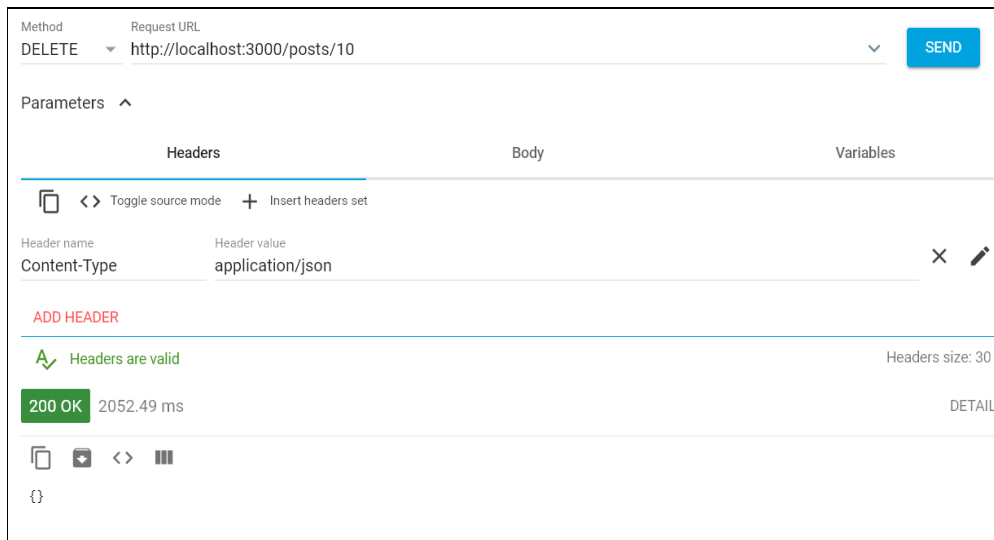 Method Request URL
DELETE http://localhost:3000/posts/10 SEND
Parameters
Headers Body Variables
Toggle source mode Insert headers set
Header name Header value
Content-Type application/json
ADD HEADER
Headers are valid Headers size: 30
200 OK 2052.49 ms DETAIL
{}